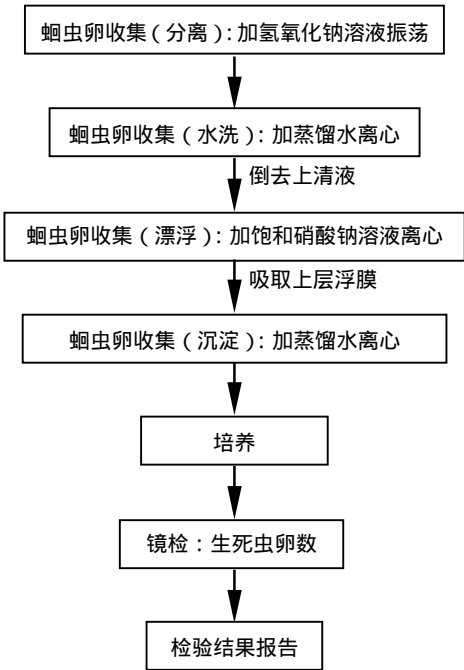 蛔虫卵收集(分离):加氢氧化钠溶液振荡
蛔虫卵收集(水洗):加蒸馏水离心
倒去上清液
蛔虫卵收集(漂浮):加饱和硝酸钠溶液离心
吸取上层浮膜
蛔虫卵收集(沉淀):加蒸馏水离心
培养
镜检:生死虫卵数
检验结果报告